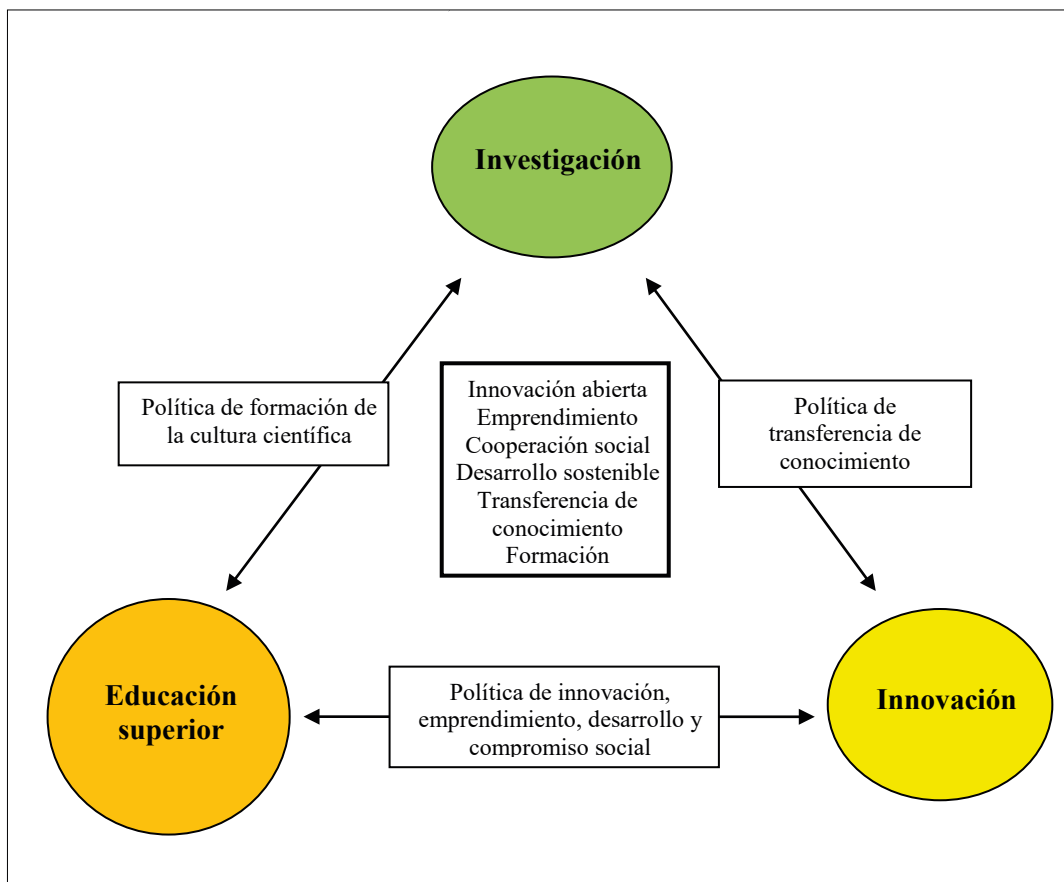 Investigación
Política de formación de
la cultura científica
Innovación abierta
Emprendimiento
Cooperación social
Desarrollo sostenible
Transferencia de
conocimiento
Formación
Política de
transferencia de
conocimiento
Educación
superior
Política de innovación,
emprendimiento, desarrollo y
compromiso social
Innovación